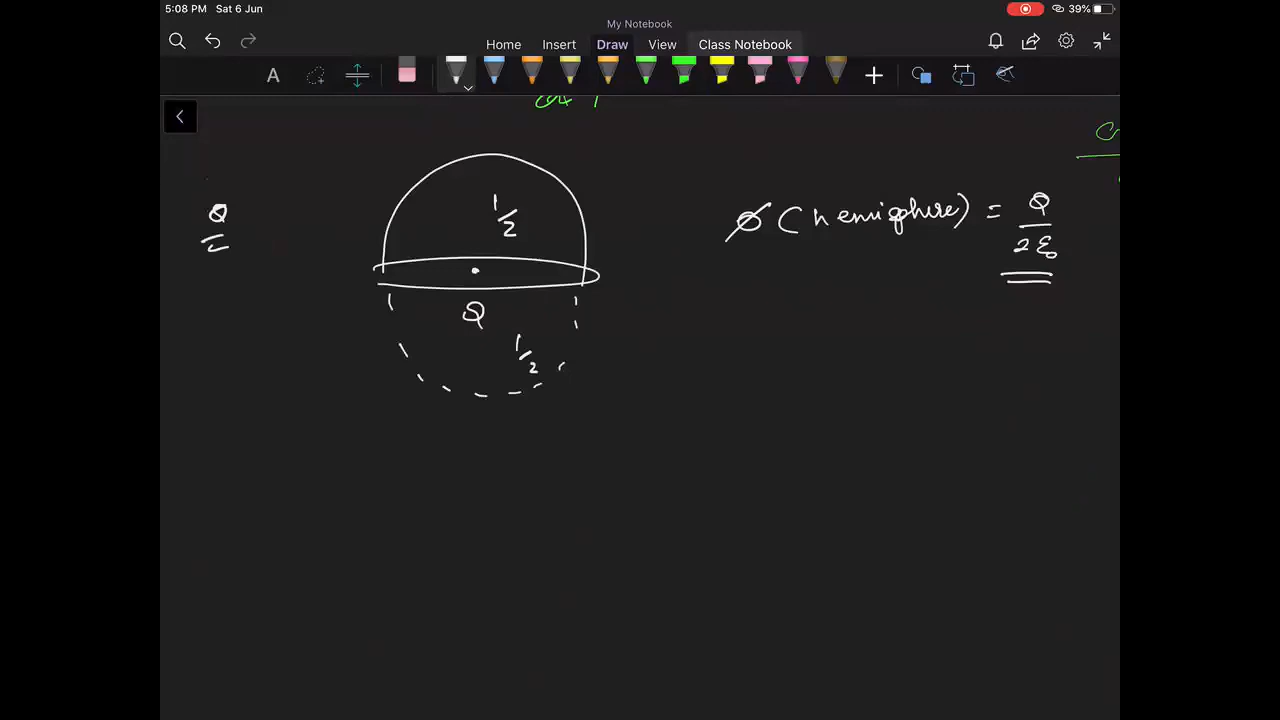 5:08 PM Sat 6 Jun
39%
My Notebook
Home Insert Draw View Class Notebook
A
Q
1/2
Q
1/2
φ (hemisphere) = Q/2ε₀